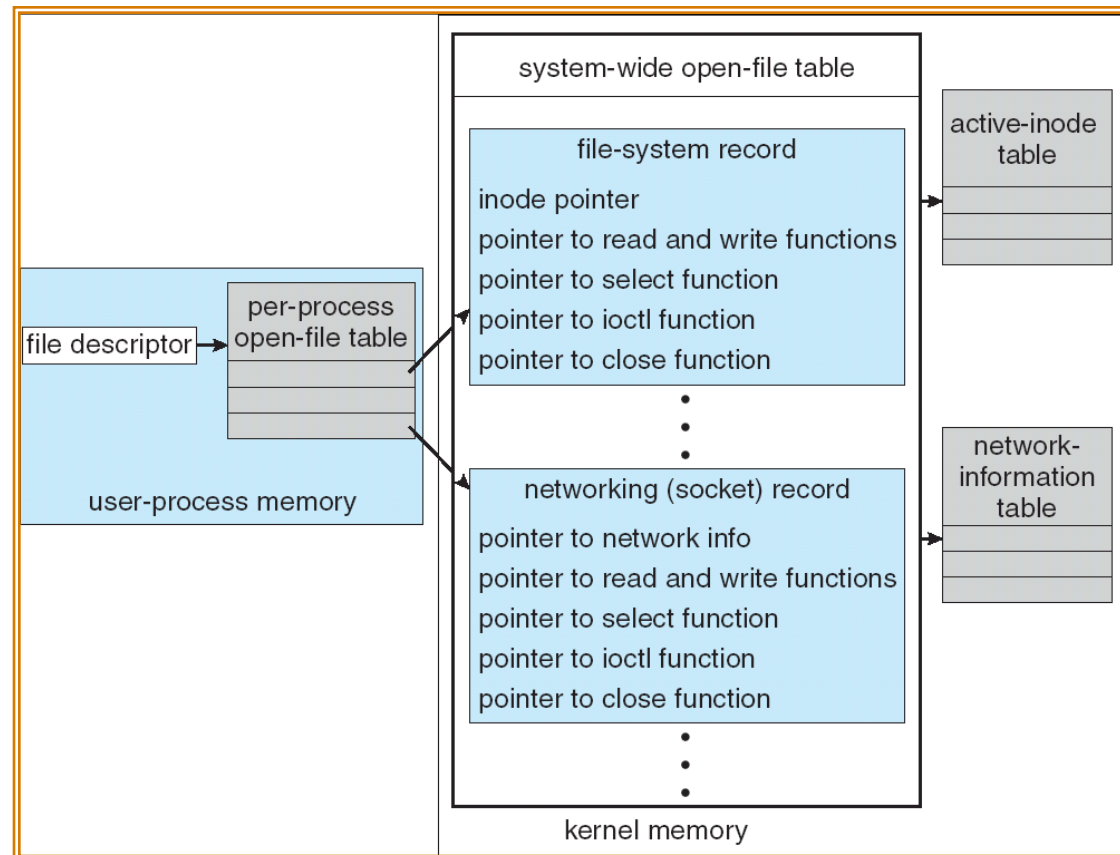 system-wide open-file table
file-system record
inode pointer
pointer to read and write functions
pointer to select function
pointer to ioctl function
pointer to close function
active-inode
table
file descriptor
per-process
open-file table
user-process memory
networking (socket) record
pointer to network info
pointer to read and write functions
pointer to select function
pointer to ioctl function
pointer to close function
network-
information
table
kernel memory